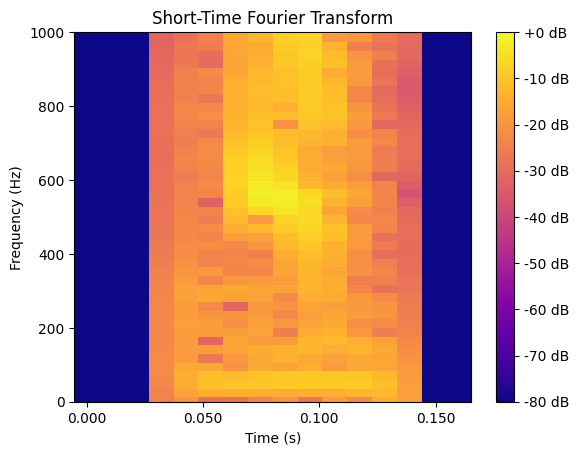 Short-Time Fourier Transform
1000
800
600
400
200
0
Frequency (Hz)
0.000
0.050
0.100
0.150
Time (s)
+0 dB
-10 dB
-20 dB
-30 dB
-40 dB
-50 dB
-60 dB
-70 dB
-80 dB